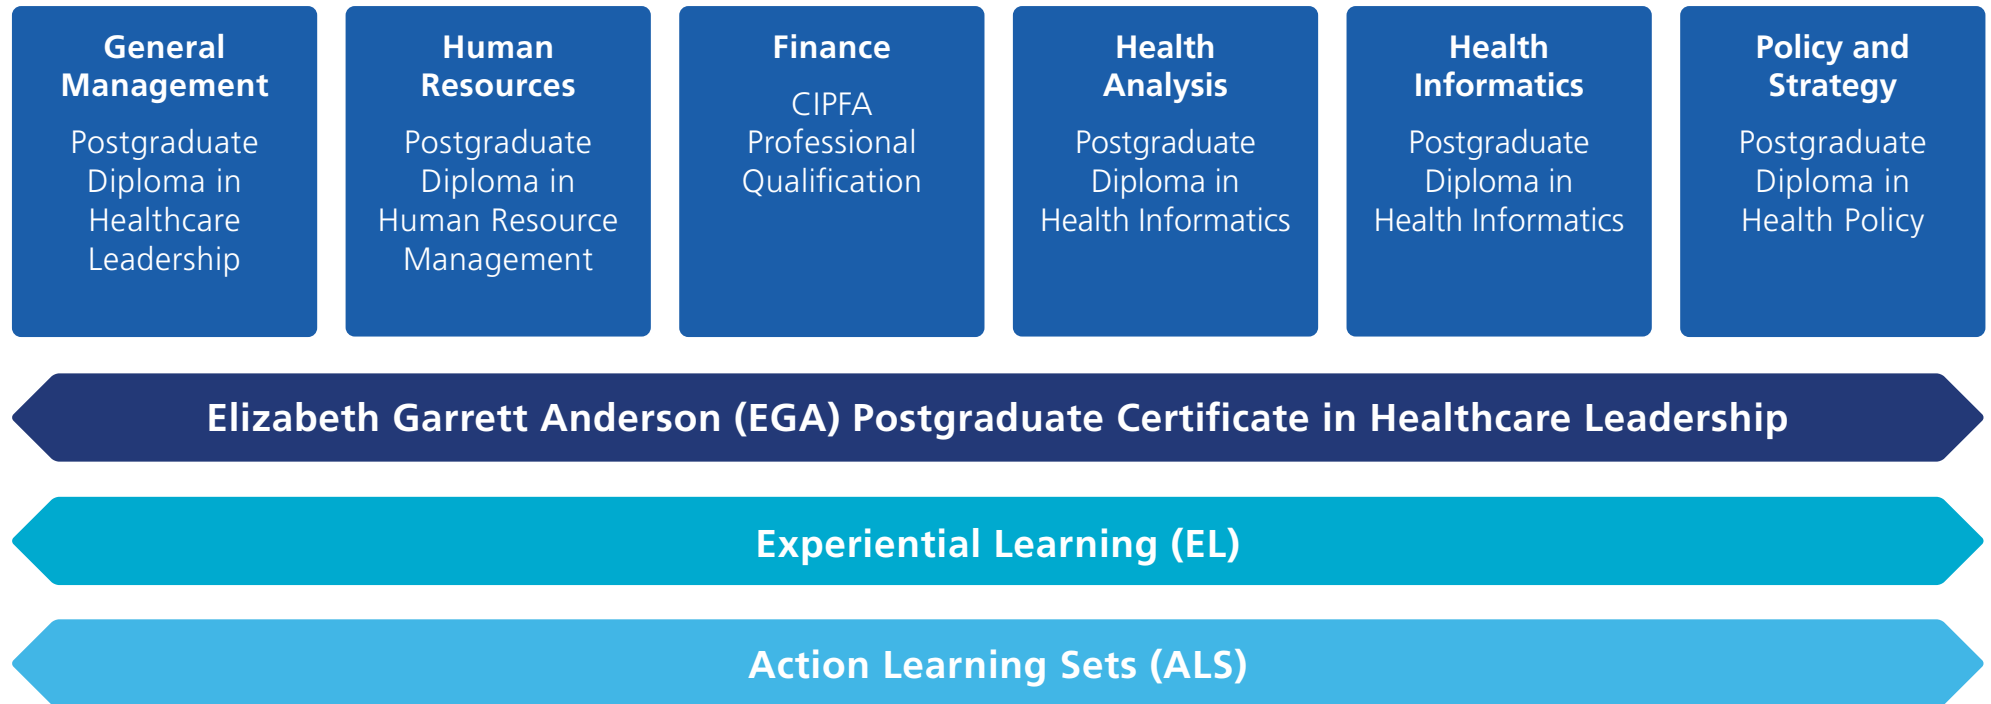 General
Management
Postgraduate
Diploma in
Healthcare
Leadership
Human
Resources
Postgraduate
Diploma in
Human Resource
Management
Finance
CIPFA
Professional
Qualification
Health
Analysis
Postgraduate
Diploma in
Health Informatics
Health
Informatics
Postgraduate
Diploma in
Health Informatics
Policy and
Strategy
Postgraduate
Diploma in
Health Policy
Elizabeth Garrett Anderson (EGA) Postgraduate Certificate in Healthcare Leadership
Experiential Learning (EL)
Action Learning Sets (ALS)